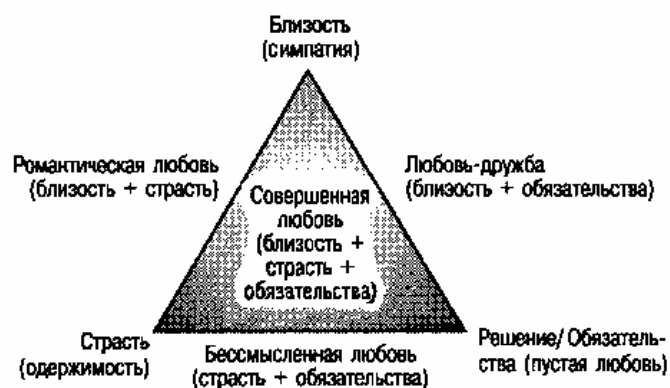 Близость
(симпатия)
Романтическая любовь
(близость + страсть)
Любовь-дружба
(близость + обязательства)
Совершенная
любовь
(близость +
страсть +
обязательства)
Страсть
(одержимость)
Бессмысленная любовь
(страсть + обязательства)
Решение/ Обязатель-
ства (пустая любовь)